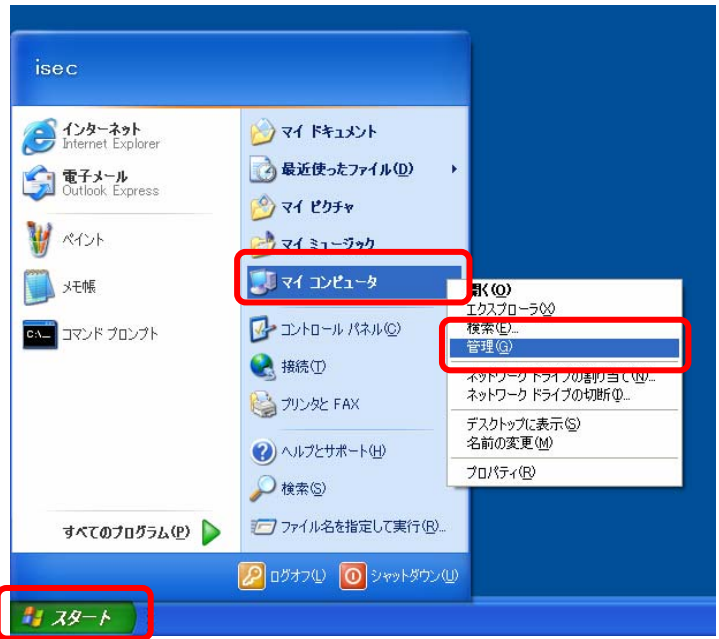 isec
インターネット
Internet Explorer
電子メール
Outlook Express
ペイント
メモ帳
C:\_
コマンド プロンプト
すべてのプログラム(P)
マイ ドキュメント
最近使ったファイル(D)
マイ ピクチャ
マイ ミュージック
マイ コンピュータ
コントロール パネル(C)
接続(T)
プリンタと FAX
ヘルプとサポート(H)
検索(S)
ファイル名を指定して実行(R)...
開く(O)
エクスプローラ(X)
検索(E)...
管理(G)
ネットワーク ドライブの割り当て(N)...
ネットワーク ドライブの切断(I)...
デスクトップに表示(S)
名前の変更(M)
プロパティ(R)
ログオフ(L)
シャットダウン(U)
スタート